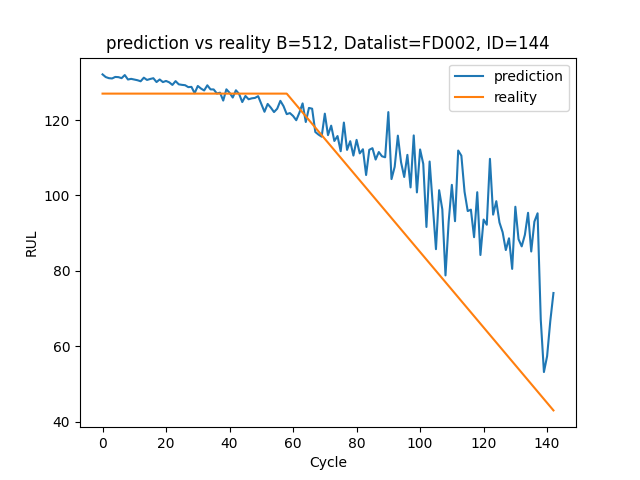 prediction vs reality B=512, Datalist=FD002, ID=144
prediction
reality
120
100
80
60
40
RUL
0 20 40 60 80 100 120 140
Cycle